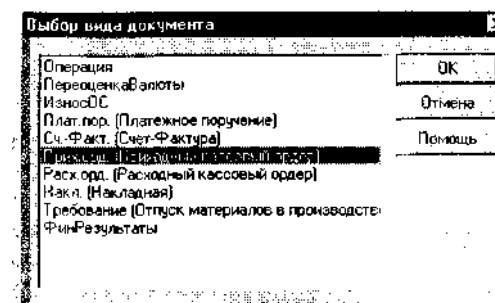 Выбор вида документа
Операция
ПереоценкаВалюты
ИзносОС
Плат.пор. (Платежное поручение)
Сч.-Факт. (Счет-Фактура)
Расх.орд. (Расходный кассовый ордер)
Накл. (Накладная)
Требование (Отпуск материалов в производств
ФинРезультаты
OK
Отмена
Помощь